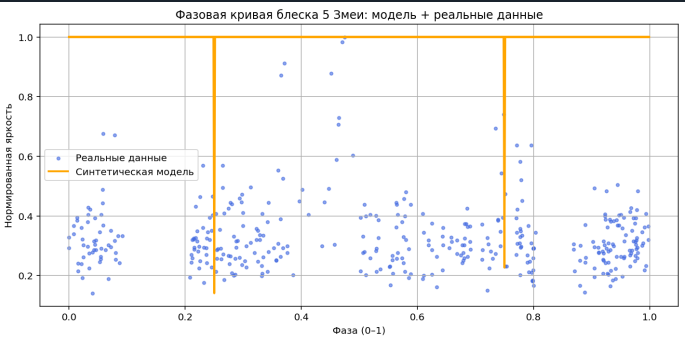 Фазовая кривая блеска 5 Змеи: модель + реальные данные
Нормированная яркость
1.0
0.8
0.6
0.4
0.2
Реальные данные
Синтетическая модель
0.0
0.2
0.4
0.6
0.8
1.0
Фаза (0–1)